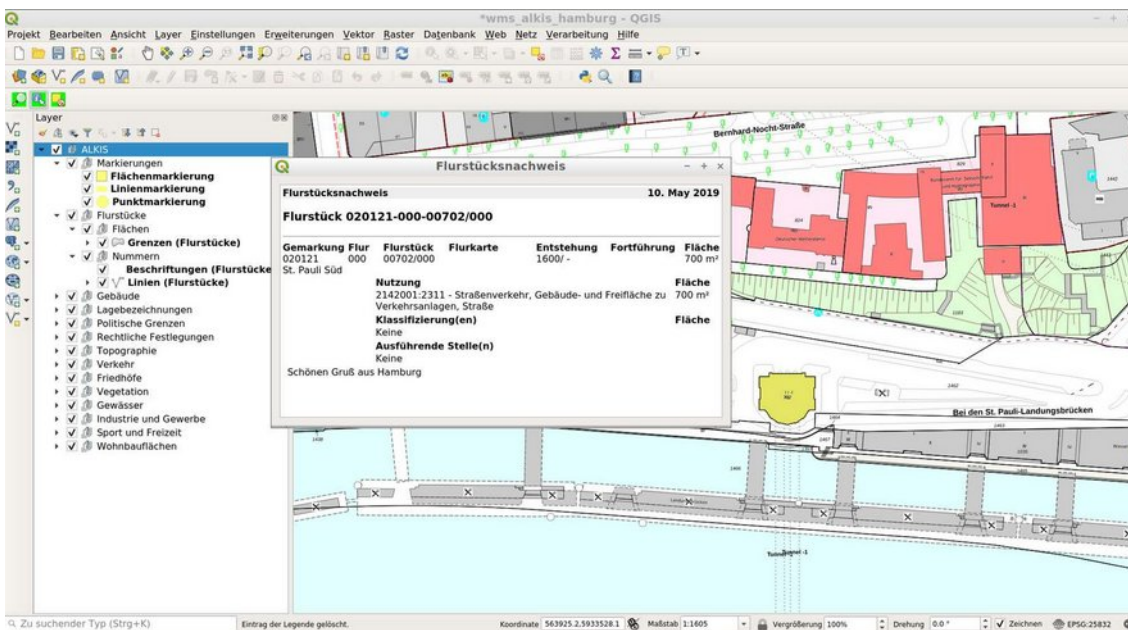 *wms_alkis_hamburg - QGIS
Projekt Bearbeiten Ansicht Layer Einstellungen Erweiterungen Vektor Raster Datenbank Web Netz Verarbeitung Hilfe
Layer
ALKIS
Markierungen
Flächenmarkierung
Linienmarkierung
Punktmarkierung
Flurstücke
Flächen
Grenzen (Flurstücke)
Nummern
Beschriftungen (Flurstücke
Linien (Flurstücke)
Gebäude
Lagebezeichnungen
Politische Grenzen
Rechtliche Festlegungen
Topographie
Verkehr
Friedhöfe
Vegetation
Gewässer
Industrie und Gewerbe
Sport und Freizeit
Wohnbauflächen
Flurstücksnachweis
Flurstücksnachweis 10. May 2019
Flurstück 020121-000-00702/000
Gemarkung Flur Flurstück Flurkarte Entstehung Fortführung Fläche
020121 000 00702/000 1600/ - 700 m²
St. Pauli Süd
Nutzung Fläche
2142001:2311 - Straßenverkehr, Gebäude- und Freifläche zu 700 m²
Verkehrsanlagen, Straße
Klassifizierung(en) Fläche
Keine
Ausführende Stelle(n)
Keine
Schönen Gruß aus Hamburg
Bernhard-Nocht-Straße
Deutscher Wetterdienst
Tunnel -1
Bei den St. Pauli-Landungsbrücken
Tunnel -1
Zu suchender Typ (Strg+K) Eintrag der Legende gelöscht. Koordinate 563925.2,5933528.1 Maßstab 1:1605 Vergrößerung 100% Drehung 0.0 ° Zeichnen EPSG:25832